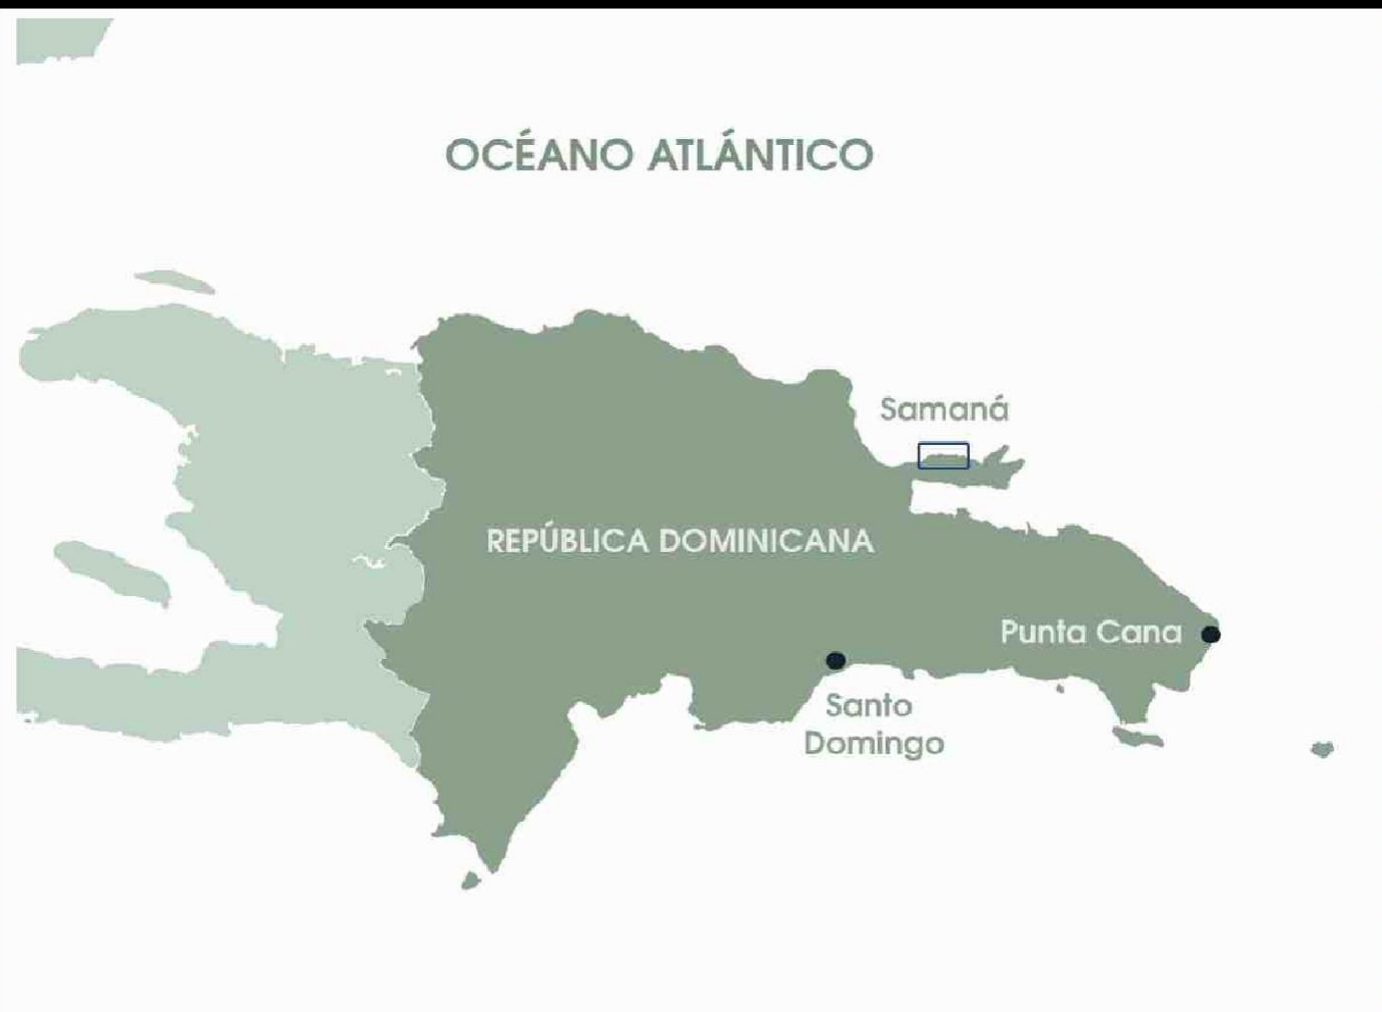 OCÉANO ATLÁNTICO
Samaná
REPÚBLICA DOMINICANA
Punta Cana
Santo
Domingo